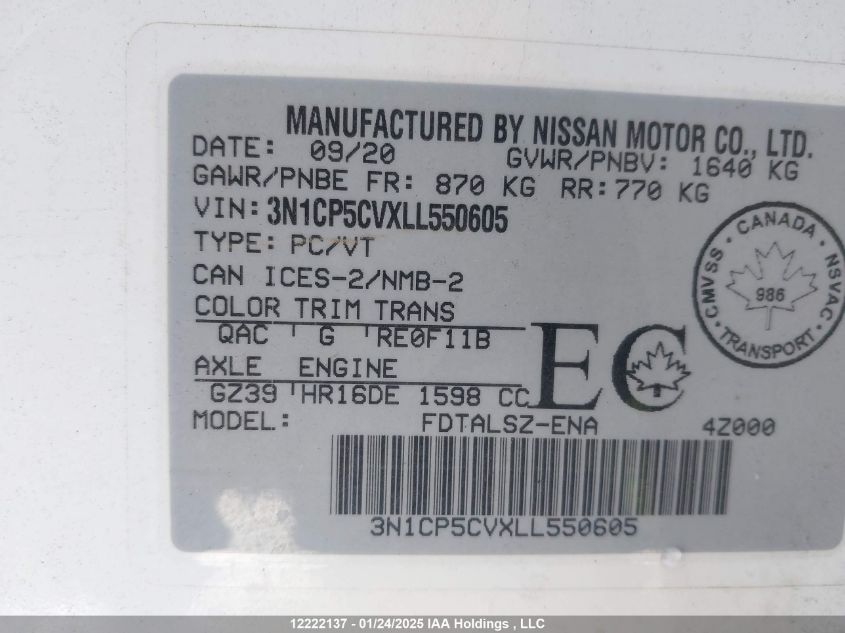 MANUFACTURED BY NISSAN MOTOR CO., LTD.
DATE: 09/20 GVWR/PNBV: 1640 KG
GAWR/PNBE FR: 870 KG RR: 770 KG
VIN: 3N1CP5CVXLL550605
TYPE: PC/VT
CAN ICES-2/NMB-2
COLOR TRIM TRANS
QAC G RE0F11B
AXLE ENGINE
GZ39 HR16DE 1598 CC
EC
CANADA
CMVSS NSVAC
986
TRANSPORT
MODEL: FDTALSZ-ENA 4Z000
3N1CP5CVXLL550605
12222137 - 01/24/2025 IAA Holdings , LLC